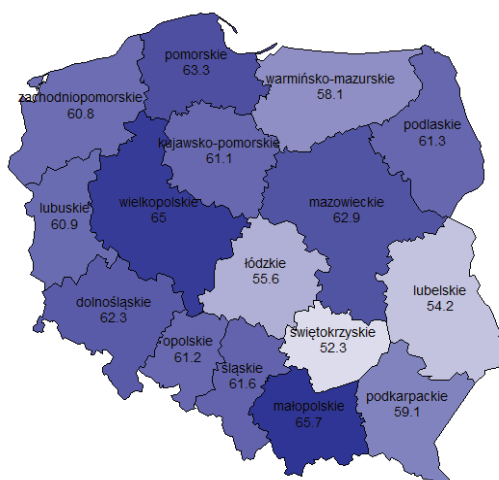 pomorskie
63.3
warmińsko-mazurskie
58.1
zachodniopomorskie
60.8
podlaskie
61.3
kujawsko-pomorskie
61.1
wielkopolskie
65
mazowieckie
62.9
lubuskie
60.9
łódzkie
55.6
lubelskie
54.2
dolnośląskie
62.3
świętokrzyskie
52.3
opolskie
61.2
śląskie
61.6
małopolskie
65.7
podkarpackie
59.1